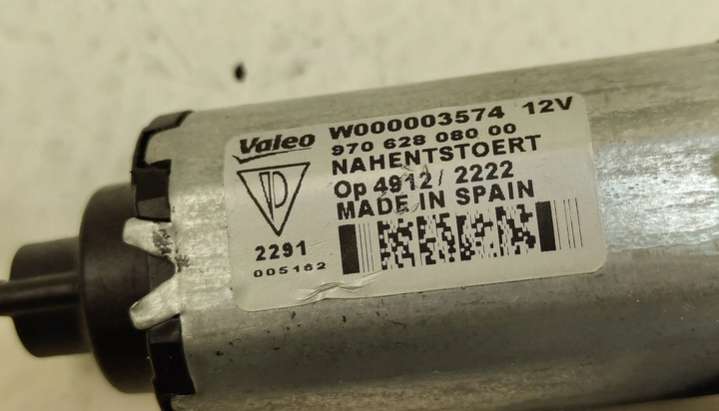 Valeo W000003574 12V
970 628 080 00
NAHENTSTOERT
Op 4912 / 2222
MADE IN SPAIN
2291
005162